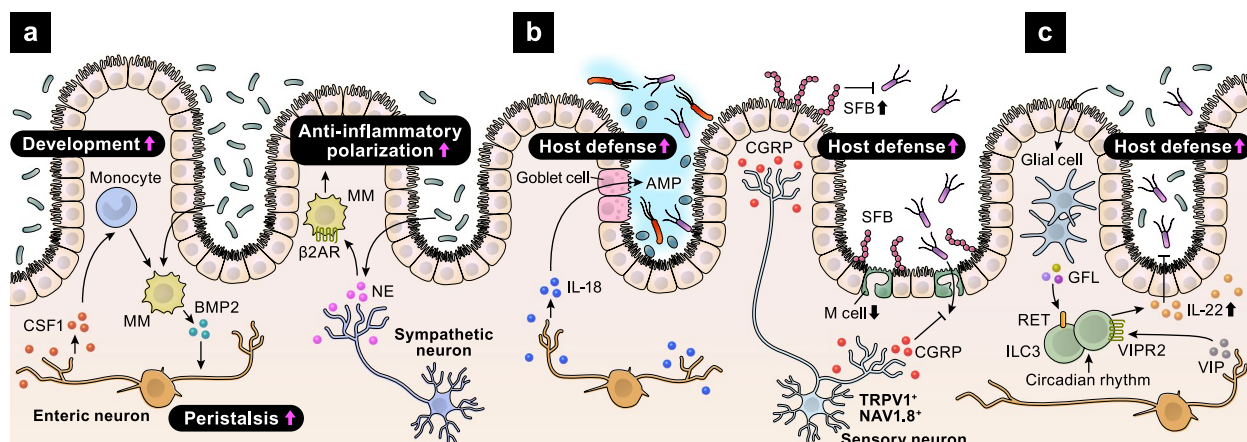 a
Development ↑
Monocyte
MM
BMP2
CSF1
Enteric neuron
Peristalsis ↑
Anti-inflammatory
polarization ↑
MM
β2AR
NE
Sympathetic
neuron
b
Host defense ↑
Goblet cell
AMP
IL-18
SFB ↑
CGRP
Host defense ↑
SFB
M cell ↓
CGRP
TRPV1⁺
NAV1.8⁺
Sensory neuron
c
Glial cell
Host defense ↑
GFL
RET
ILC3
IL-22 ↑
VIPR2
VIP
Circadian rhythm